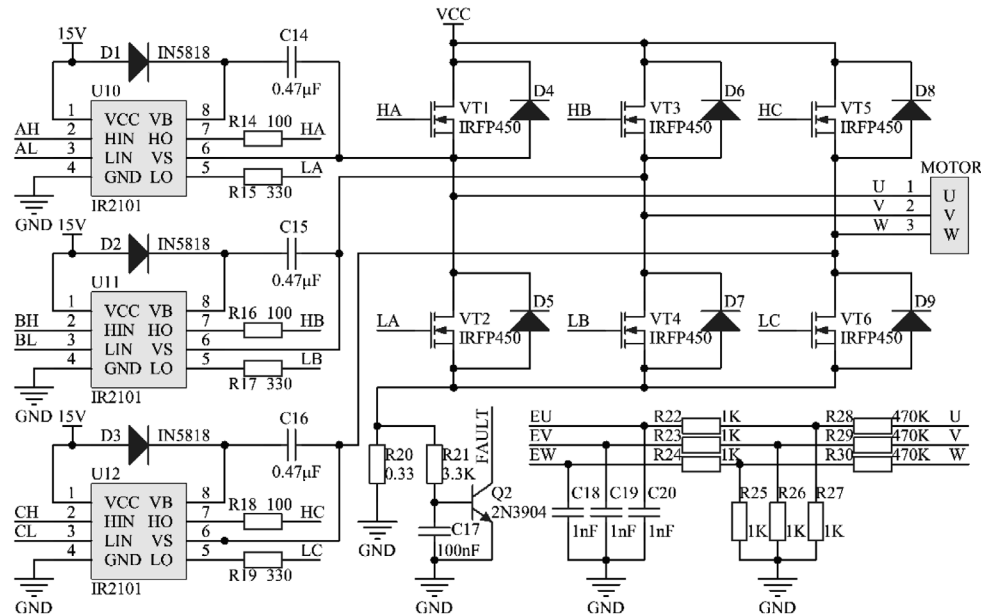 VCC
15V D1 IN5818 C14
0.47μF
U10
1 VCC VB 8
AH 2 HIN HO 7 R14 100 HA
AL 3 LIN VS 6
4 GND LO 5 R15 330 LA
IR2101
GND
HA VT1 IRFP450 D4
HB VT3 IRFP450 D6
HC VT5 IRFP450 D8
MOTOR
U 1 U
V 2 V
W 3 W
15V D2 IN5818 C15
0.47μF
U11
1 VCC VB 8
BH 2 HIN HO 7 R16 100 HB
BL 3 LIN VS 6
4 GND LO 5 R17 330 LB
IR2101
GND
LA VT2 IRFP450 D5
LB VT4 IRFP450 D7
LC VT6 IRFP450 D9
15V D3 IN5818 C16
0.47μF
U12
1 VCC VB 8
CH 2 HIN HO 7 R18 100 HC
CL 3 LIN VS 6
4 GND LO 5 R19 330 LC
IR2101
GND
R20 0.33
GND
R21 3.3K
FAULT
Q2
2N3904
C17
100nF
GND
EU R22 1K R28 470K U
EV R23 1K R29 470K V
EW R24 1K R30 470K W
C18 C19 C20
1nF 1nF 1nF
GND
R25 R26 R27
1K 1K 1K
GND